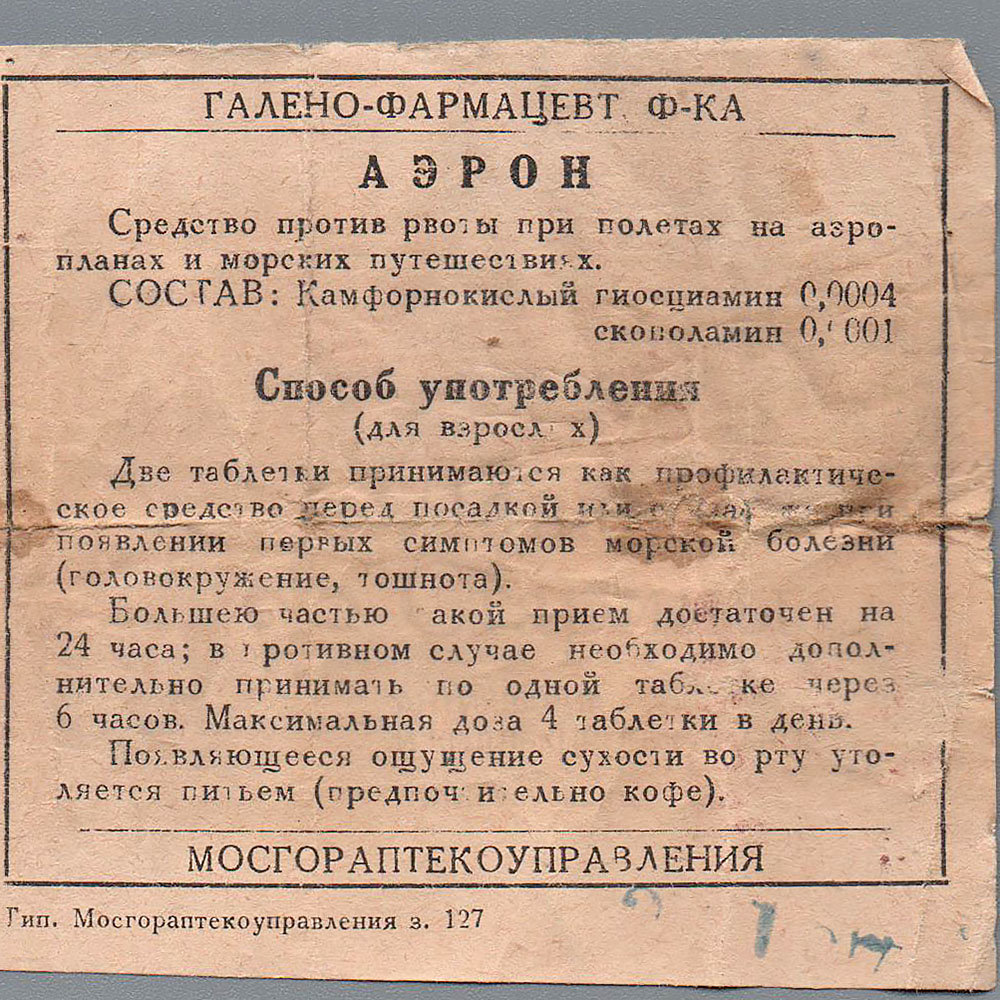 ГАЛЕНО-ФАРМАЦЕВТ. Ф-КА
АЭРОН
Средство против рвоты при полетах на аэро-
планах и морских путешествиях.
СОСТАВ: Камфорнокислый гиосциамин 0,0004
скополамин 0,0001
Способ употребления
(для взрослых)
Две таблетки принимаются как профилактиче-
ское средство перед посадкой или
появлении первых симптомов морской болезни
(головокружение, тошнота).
Большею частью такой прием достаточен на
24 часа; в противном случае необходимо допол-
нительно принимать по одной таблетке через
6 часов. Максимальная доза 4 таблетки в день.
Появляющееся ощущение сухости во рту уто-
ляется питьем (предпочтительно кофе).
МОСГОРАПТЕКОУПРАВЛЕНИЯ
Тип. Мосгораптекоуправления з. 127